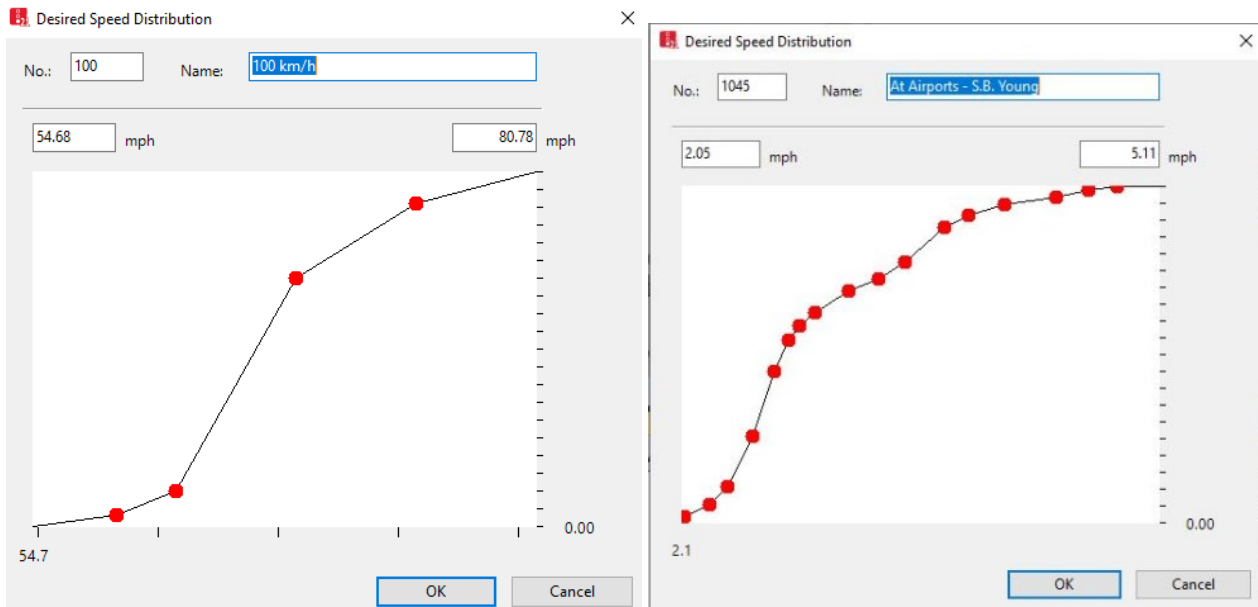 Desired Speed Distribution
No.: 100 Name: 100 km/h
54.68 mph 80.78 mph
0.00
54.7
OK Cancel
Desired Speed Distribution
No.: 1045 Name: At Airports - S.B. Young
2.05 mph 5.11 mph
0.00
2.1
OK Cancel